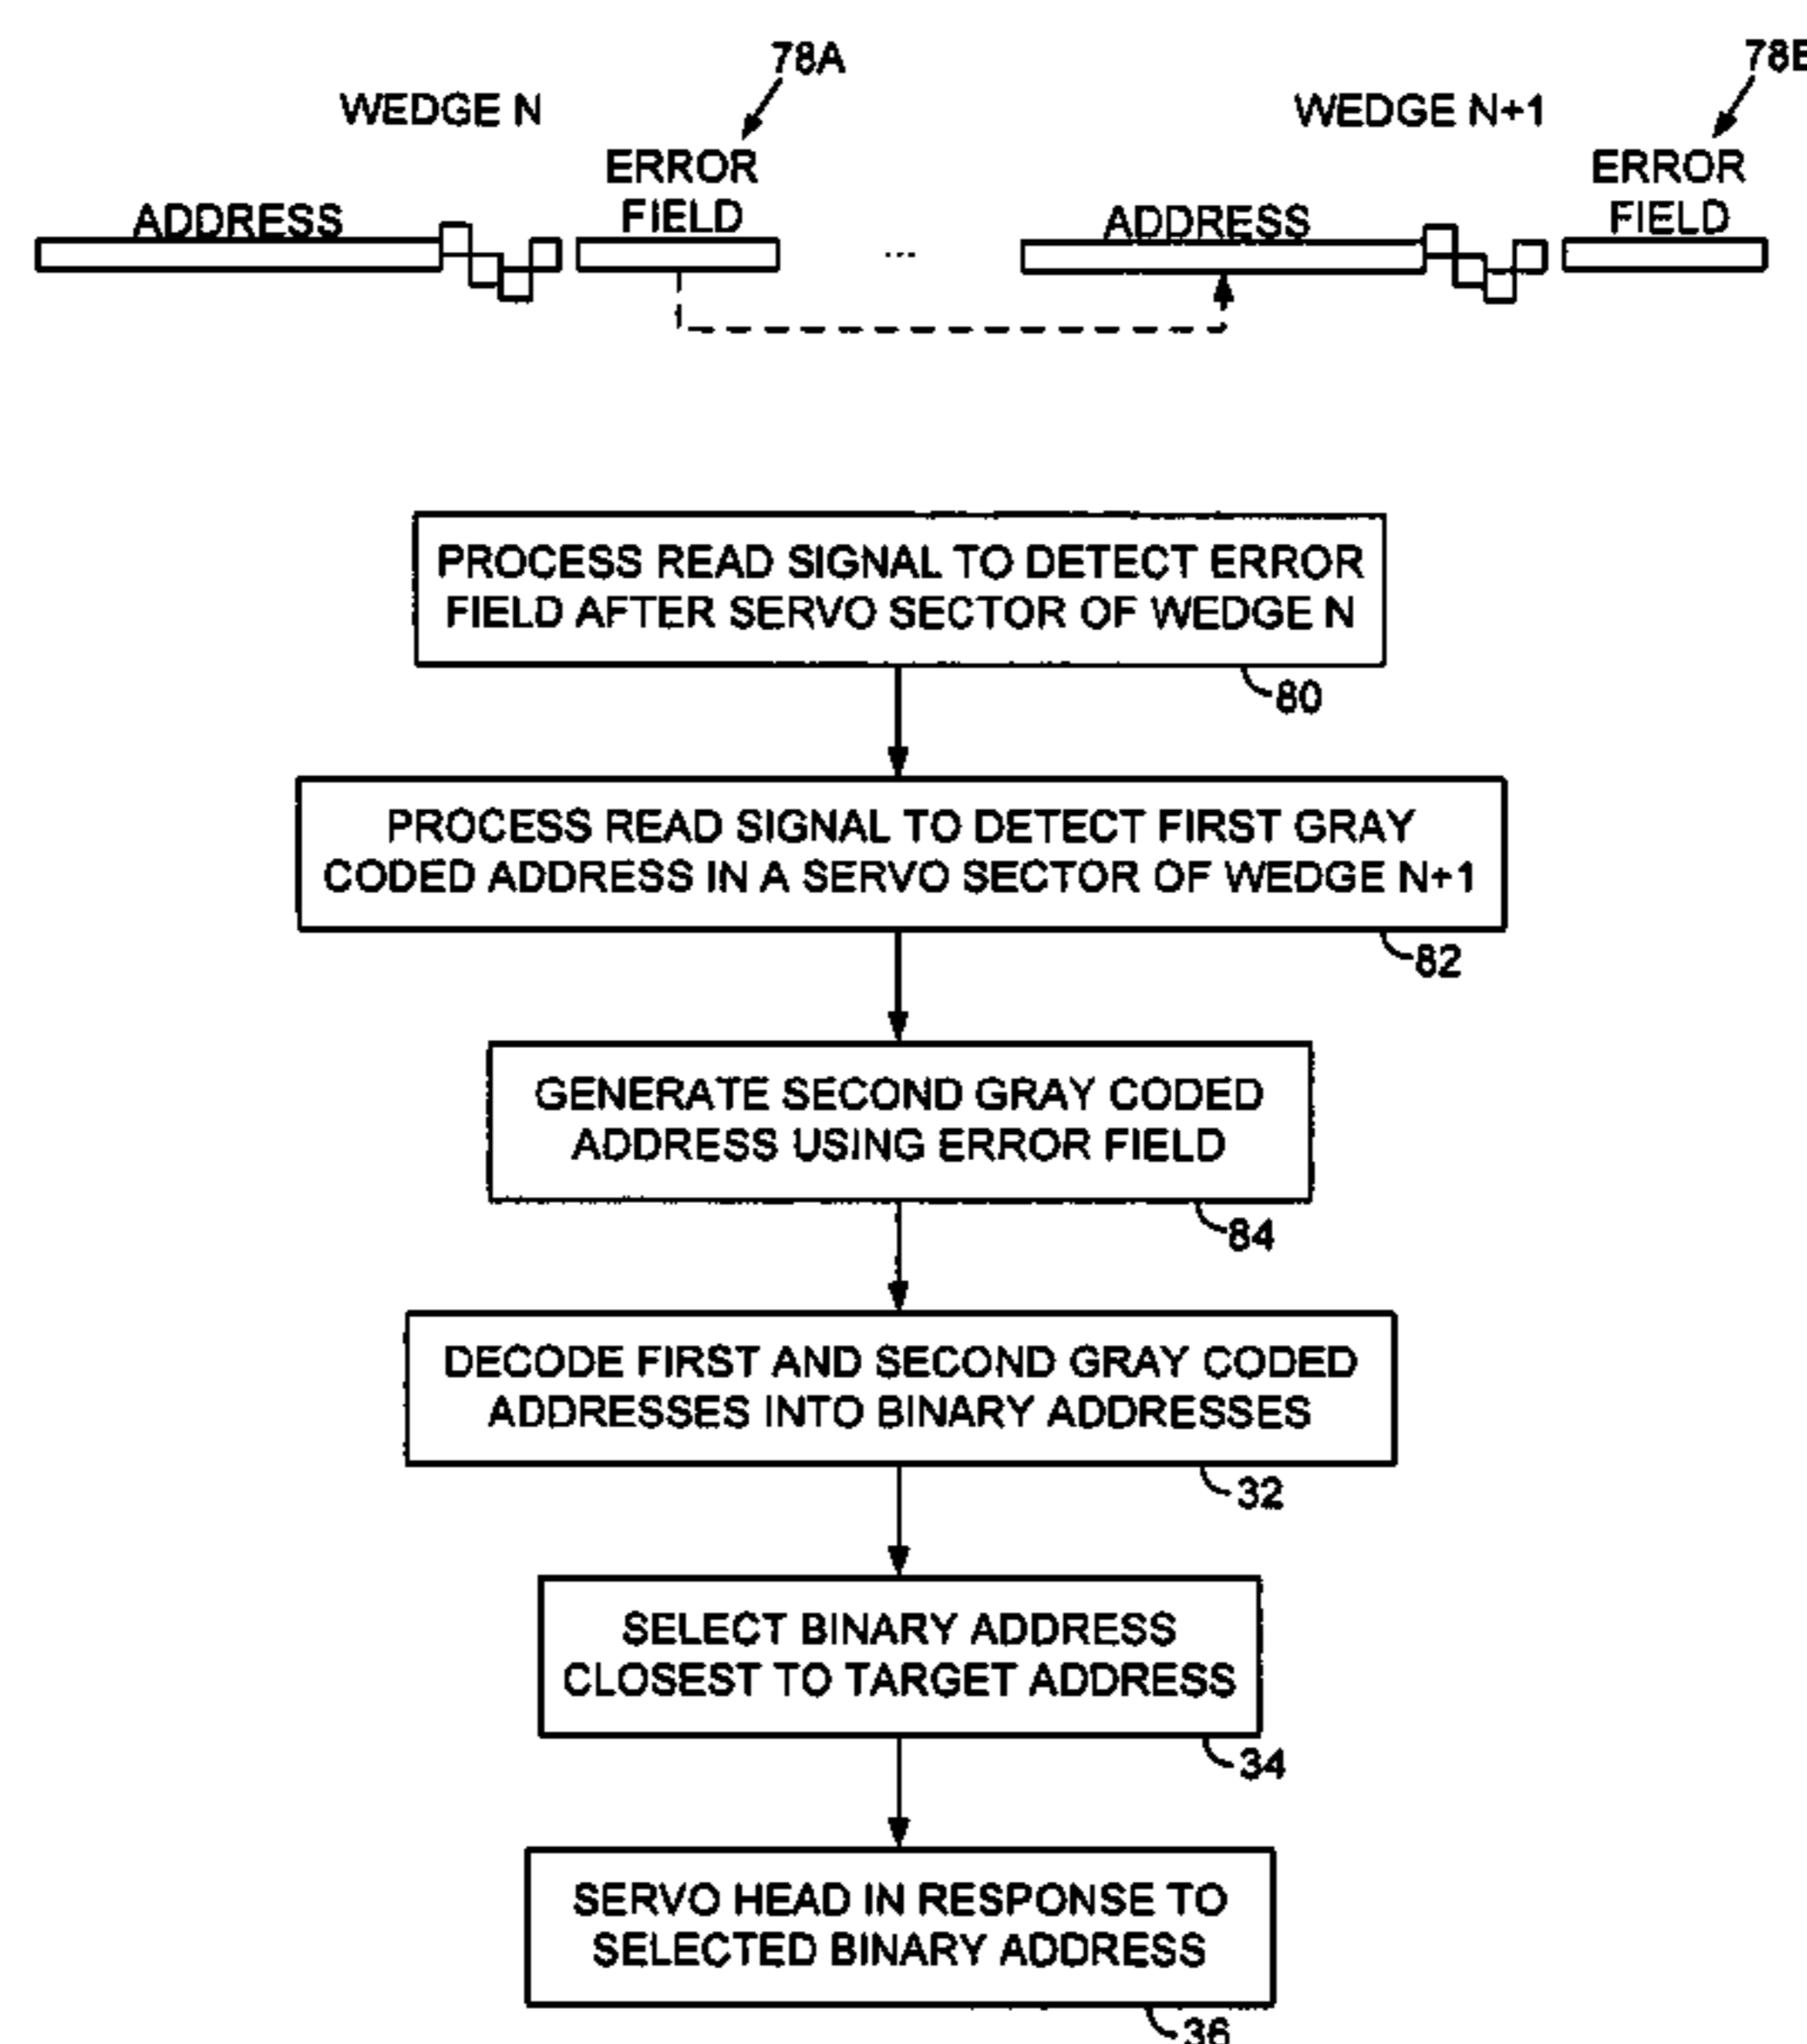 78A
78B
WEDGE N
WEDGE N+1
ERROR
FIELD
ERROR
FIELD
ADDRESS
...
ADDRESS
PROCESS READ SIGNAL TO DETECT ERROR
FIELD AFTER SERVO SECTOR OF WEDGE N
80
PROCESS READ SIGNAL TO DETECT FIRST GRAY
CODED ADDRESS IN A SERVO SECTOR OF WEDGE N+1
82
GENERATE SECOND GRAY CODED
ADDRESS USING ERROR FIELD
84
DECODE FIRST AND SECOND GRAY CODED
ADDRESSES INTO BINARY ADDRESSES
32
SELECT BINARY ADDRESS
CLOSEST TO TARGET ADDRESS
34
SERVO HEAD IN RESPONSE TO
SELECTED BINARY ADDRESS
36